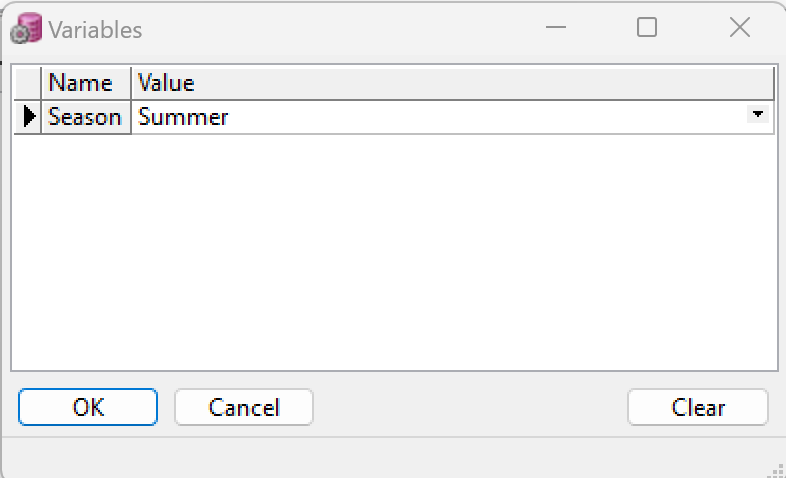 Variables
Name Value
Season Summer
OK Cancel Clear